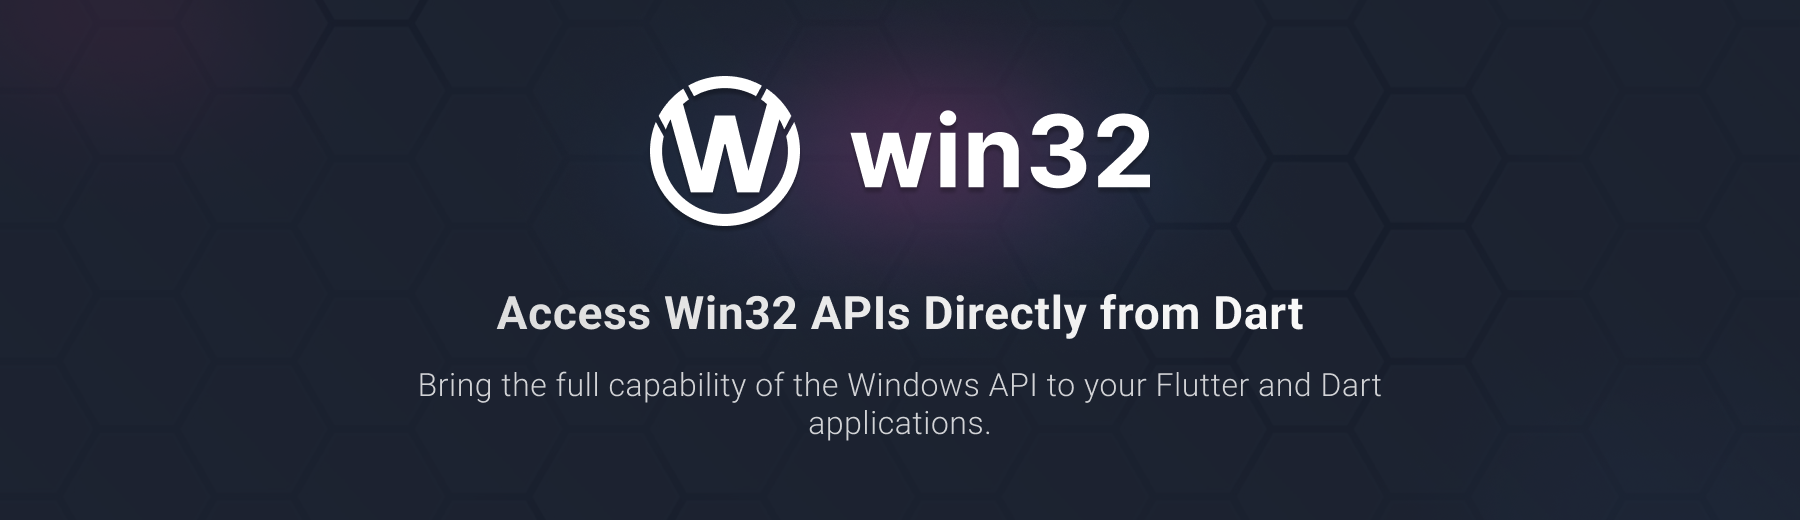 W win32
Access Win32 APIs Directly from Dart
Bring the full capability of the Windows API to your Flutter and Dart
applications.